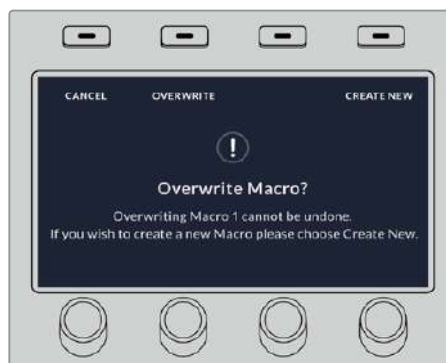 CANCEL OVERWRITE CREATE NEW
!
Overwrite Macro?
Overwriting Macro 1 cannot be undone.
If you wish to create a new Macro please choose Create New.